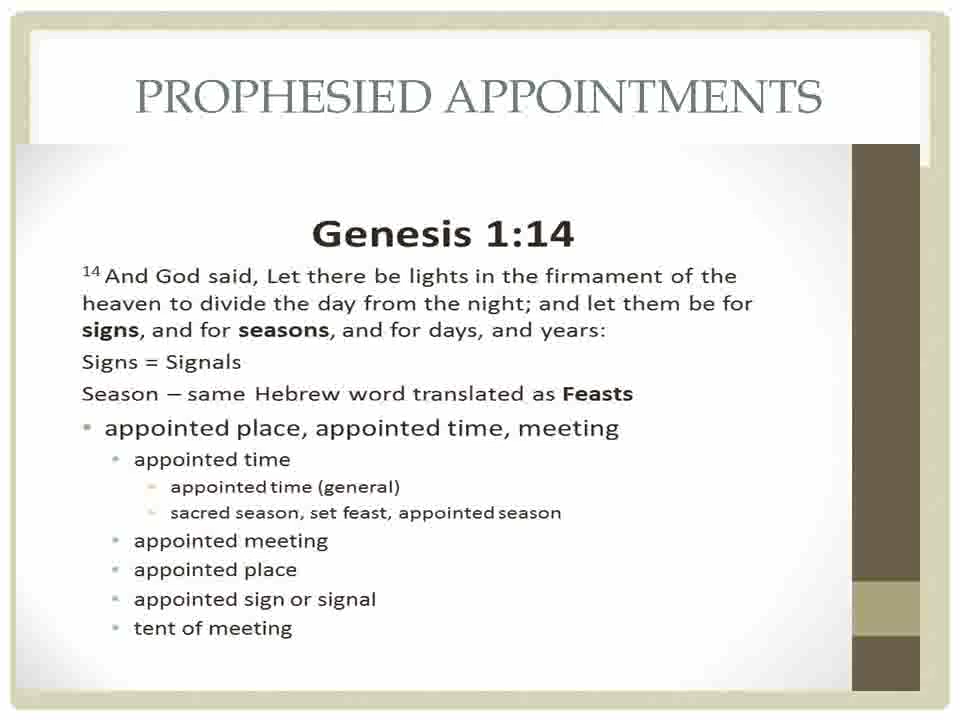 PROPHESIED APPOINTMENTS
Genesis 1:14
14 And God said, Let there be lights in the firmament of the
heaven to divide the day from the night; and let them be for
signs, and for seasons, and for days, and years:
Signs = Signals
Season – same Hebrew word translated as Feasts
• appointed place, appointed time, meeting
• appointed time
• appointed time (general)
• sacred season, set feast, appointed season
• appointed meeting
• appointed place
• appointed sign or signal
• tent of meeting